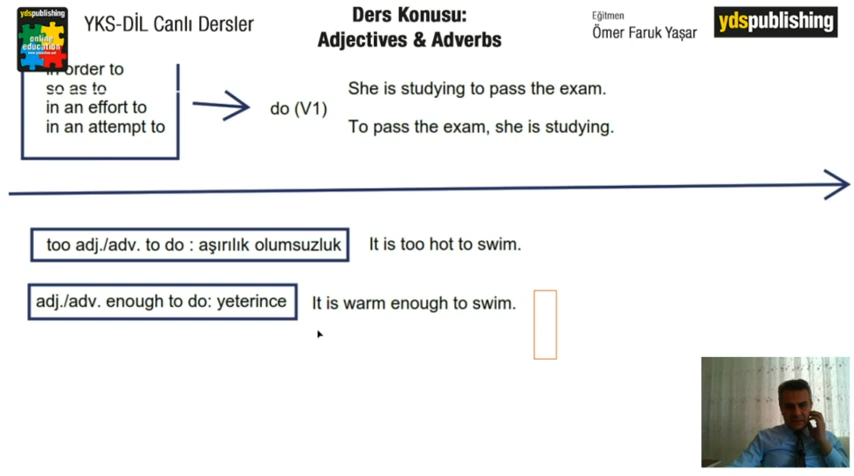 ydspublishing
online
education
YKS-DİL Canlı Dersler
Ders Konusu:
Adjectives & Adverbs
Eğitmen
Ömer Faruk Yaşar
ydspublishing
in order to
so as to
in an effort to
in an attempt to
do (V1)
She is studying to pass the exam.
To pass the exam, she is studying.
too adj./adv. to do : aşırılık olumsuzluk
It is too hot to swim.
adj./adv. enough to do: yeterince
It is warm enough to swim.